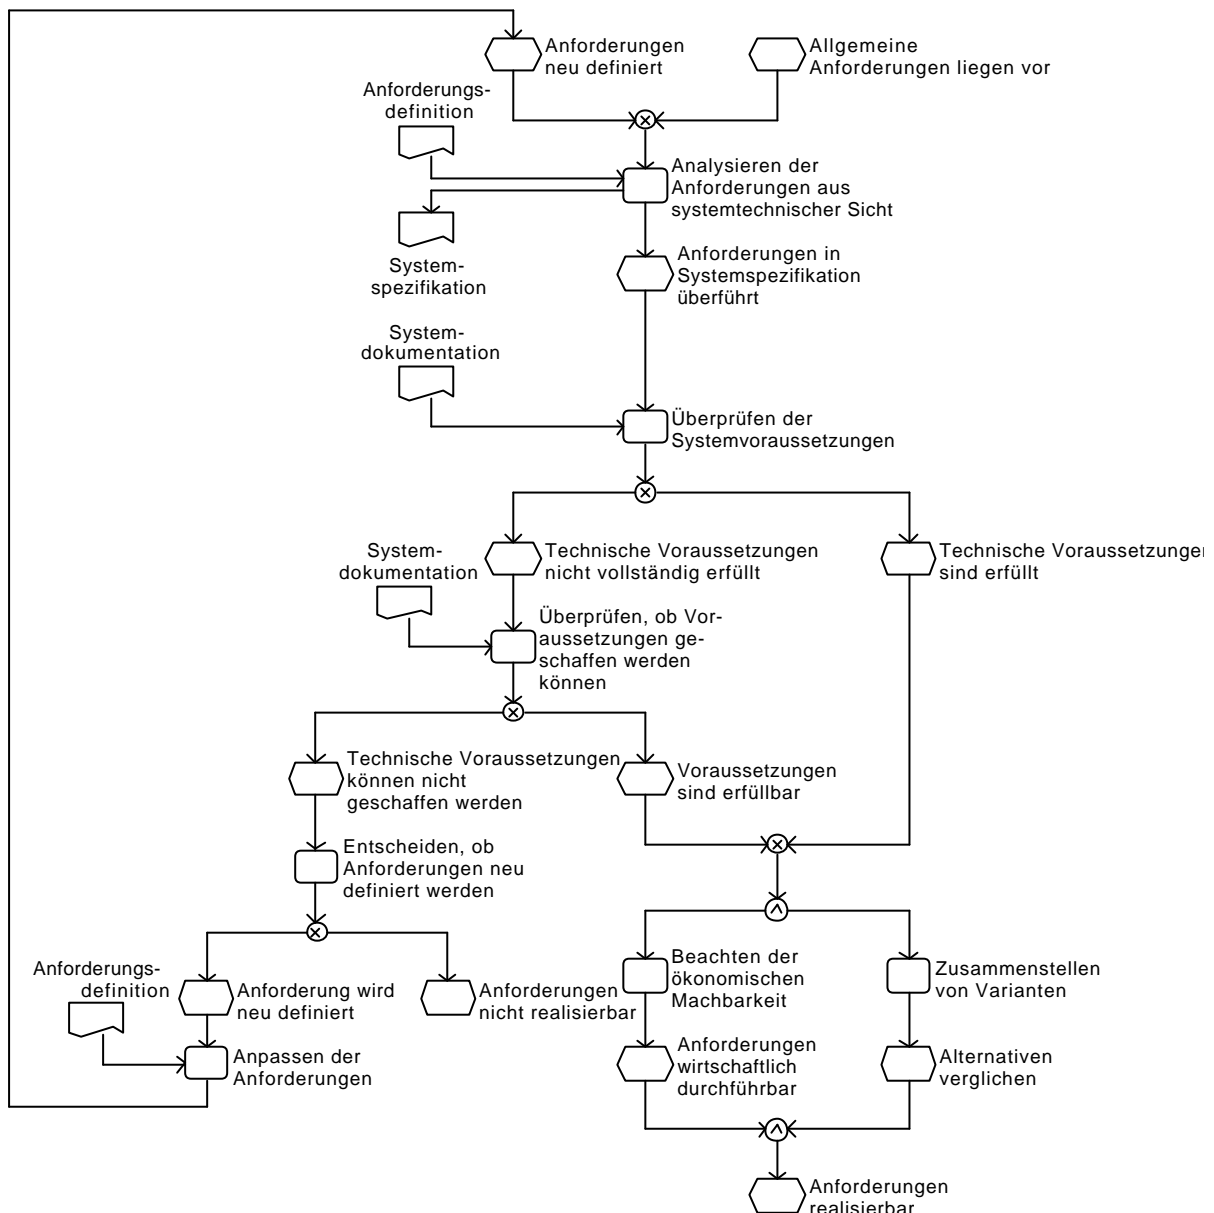 Anforderungen
neu definiert
Allgemeine
Anforderungen liegen vor
Anforderungs-
definition
Analysieren der
Anforderungen aus
systemtechnischer Sicht
System-
spezifikation
Anforderungen in
Systemspezifikation
überführt
System-
dokumentation
Überprüfen der
Systemvoraussetzungen
Technische Voraussetzungen
nicht vollständig erfüllt
Technische Voraussetzungen
sind erfüllt
System-
dokumentation
Überprüfen, ob Vor-
aussetzungen ge-
schaffen werden
können
Technische Voraussetzungen
können nicht
geschaffen werden
Voraussetzungen
sind erfüllbar
Entscheiden, ob
Anforderungen neu
definiert werden
Anforderungs-
definition
Anforderung wird
neu definiert
Anforderungen
nicht realisierbar
Beachten der
ökonomischen
Machbarkeit
Zusammenstellen
von Varianten
Anpassen der
Anforderungen
Anforderungen
wirtschaftlich
durchführbar
Alternativen
verglichen
Anforderungen
realisierbar